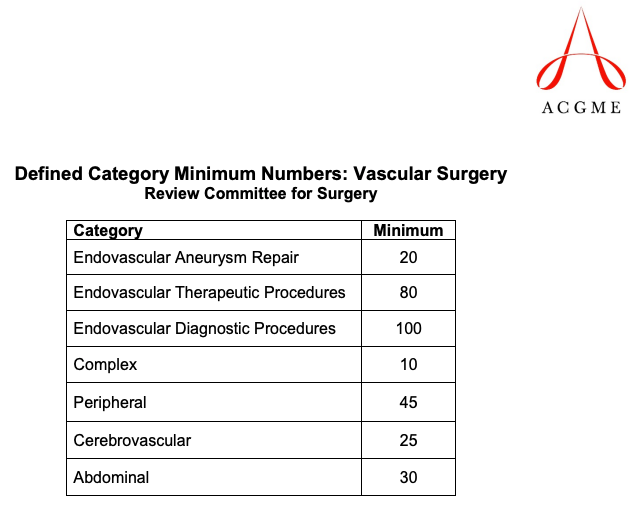 ACGME
Defined Category Minimum Numbers: Vascular Surgery
Review Committee for Surgery
Category Minimum
Endovascular Aneurysm Repair 20
Endovascular Therapeutic Procedures 80
Endovascular Diagnostic Procedures 100
Complex 10
Peripheral 45
Cerebrovascular 25
Abdominal 30